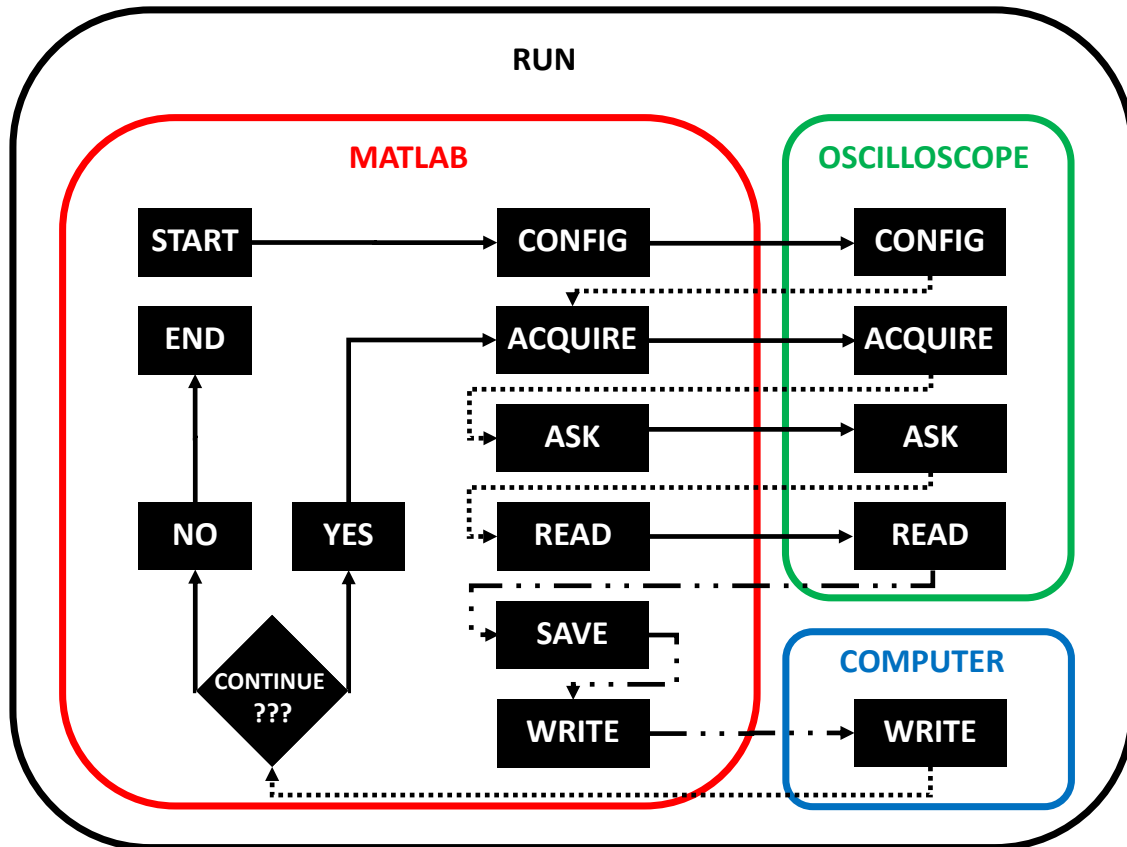 RUN
MATLAB
OSCILLOSCOPE
START
CONFIG
CONFIG
END
ACQUIRE
ACQUIRE
ASK
ASK
NO
YES
READ
READ
SAVE
COMPUTER
CONTINUE
???
WRITE
WRITE